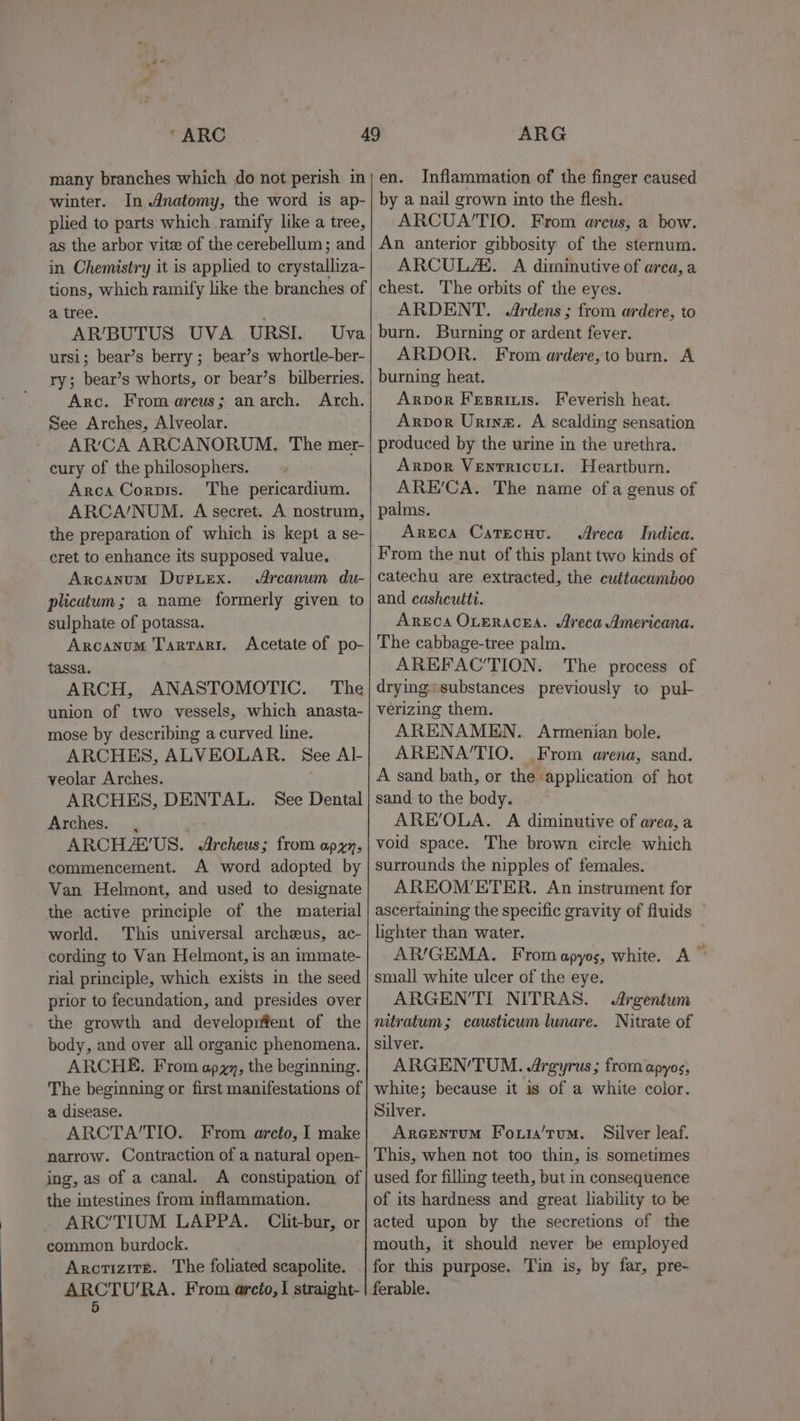 ARC 49 ARG
many branches which do not perish in
winter. In Anatomy, the word is ap-
plied to parts which ramify like a tree,
as the arbor vitæ of the cerebellum; and
in Chemistry it is applied to crystalliza-
tions, which ramify like the branches of
a tree.
AR'BUTUS UVA URSI. Uva
ursi; bear's berry; bear's whortle-ber-
ry; bear's whorts, or bear's bilberries.
ARC. From arcus; an arch. Arch.
See Arches, Alveolar.
AR'CA ARCANORUM. The mer-
cury of the philosophers.
ARCA CORDIS. The pericardium.
ARCA'NUM. A secret. A nostrum,
the preparation of which is kept a se-
cret to enhance its supposed value.
ARCANUM DUPLEX. Arcanum du-
plicatum; a name formerly given to
sulphate of potassa.
ARCANUM TARTARI. Acetate of po-
tassa.
ARCH, ANASTOMOTIC. The
union of two vessels, which anasta-
mose by describing a curved line.
ARCHES, ALVEOLAR. See Al-
veolar Arches.
ARCHES, DENTAL. See Dental
Arches.
ARCHÆ'US. Archeus; from αρχη,
commencement. A word adopted by
Van Helmont, and used to designate
the active principle of the material
world. This universal archæus, ac-
cording to Van Helmont, is an immate-
rial principle, which exists in the seed
prior to fecundation, and presides over
the growth and development of the
body, and over all organic phenomena.
ARCHE. From αρχη, the beginning.
The beginning or first manifestations of
a disease.
ARCTA'TIO. From arcto, I make
narrow. Contraction of a natural open-
ing, as of a canal. A constipation of
the intestines from inflammation.
ARC'TIUM LAPPA. Clit-bur, or
common burdock.
ARCTIZITE. The foliated scapolite.
ARCTU'RA. From arcto, I straight-
5
en. Inflammation of the finger caused
by a nail grown into the flesh.
ARCUA'TIO. From arcus, a bow.
An anterior gibbosity of the sternum.
ARCULÆ. A diminutive of arca, a
chest. The orbits of the eyes.
ARDENT. Ardens; from ardere, to
burn. Burning or ardent fever.
ARDOR. From ardere, to burn. A
burning heat.
ARDOR FEBRILIS. Feverish heat.
ARDOR URINÆ. A scalding sensation
produced by the urine in the urethra.
ARDOR VENTRICULI. Heartburn.
ARE'CA. The name of a genus of
palms.
ARECA CATECHU. Areca Indica.
From the nut of this plant two kinds of
catechu are extracted, the cuttacamboo
and cashcutti.
ARECA OLERACEA. Areca Americana.
The cabbage-tree palm.
AREFAC'TION. The process of
drying substances previously to pul-
verizing them.
ARENAMEN. Armenian bole.
ARENA'TIO. From arena, sand.
A sand bath, or the application of hot
sand to the body.
ARE'OLA. A diminutive of area, a
void space. The brown circle which
surrounds the nipples of females.
AREOM'ETER. An instrument for
ascertaining the specific gravity of fluids
lighter than water.
AR'GEMA. From αργος, white. A
small white ulcer of the eye.
ARGEN'TI NITRAS. Argentum
nitratum; causticum lunare. Nitrate of
silver.
ARGEN'TUM. Argyrus; from αργος,
white; because it is of a white color.
Silver.
ARGENTUM FOLIA'TUM. Silver leaf.
This, when not too thin, is sometimes
used for filling teeth, but in consequence
of its hardness and great liability to be
acted upon by the secretions of the
mouth, it should never be employed
for this purpose. Tin is, by far, pre-
ferable.